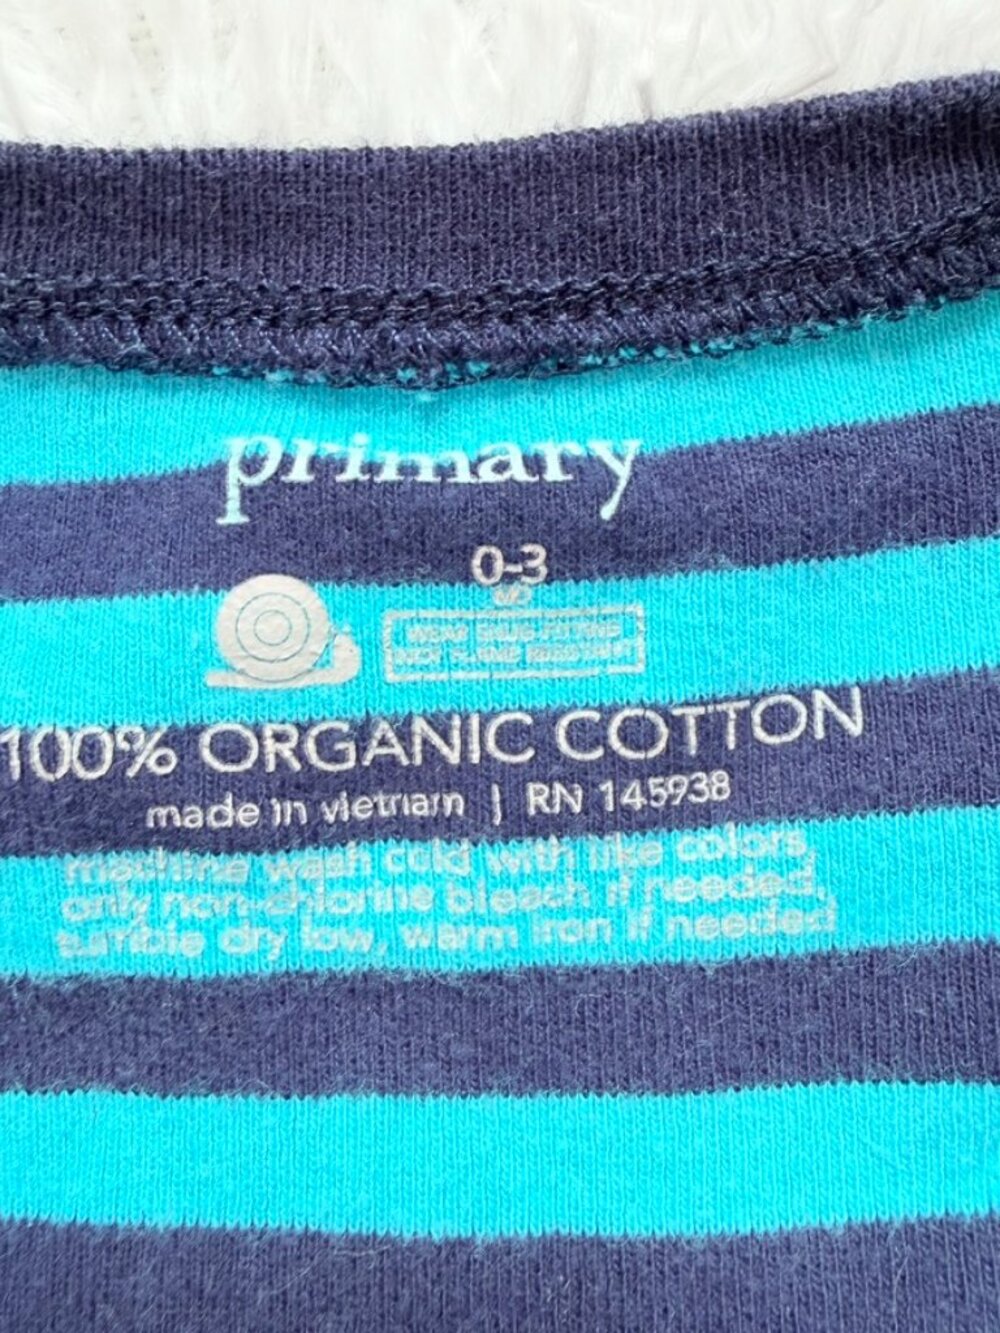 primary
0-3
MO
WEAR SNUG-FITTING
NOT FLAME RESISTANT
100% ORGANIC COTTON
made in vietnam | RN 145938
machine wash cold with like colors,
only non-chlorine bleach if needed,
tumble dry low, warm iron if needed